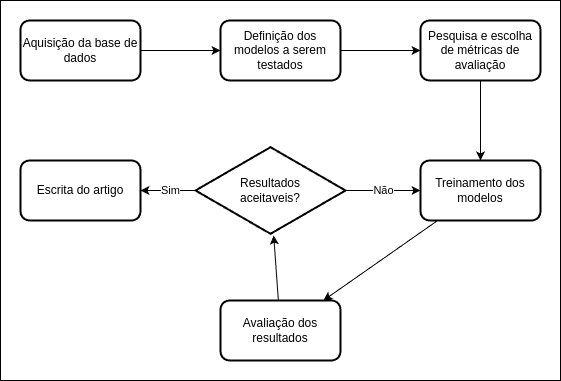 Aquisição da base de
dados
Definição dos
modelos a serem
testados
Pesquisa e escolha
de métricas de
avaliação
Escrita do artigo
Sim
Resultados
aceitaveis?
Não
Treinamento dos
modelos
Avaliação dos
resultados